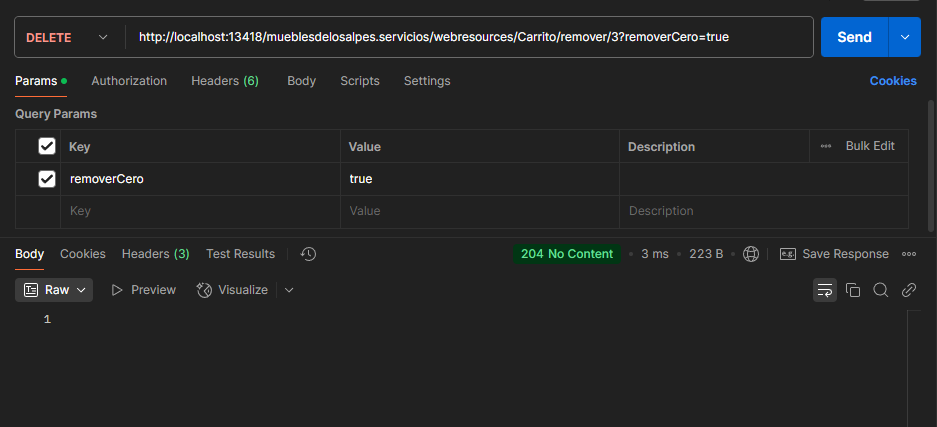 DELETE http://localhost:13418/mueblesdelosalpes.servicios/webresources/Carrito/remover/3?removerCero=true Send
Params Authorization Headers (6) Body Scripts Settings Cookies
Query Params
Key Value Description Bulk Edit
removerCero true
Key Value Description
Body Cookies Headers (3) Test Results 204 No Content 3 ms 223 B e.g. Save Response
Raw Preview Visualize
1